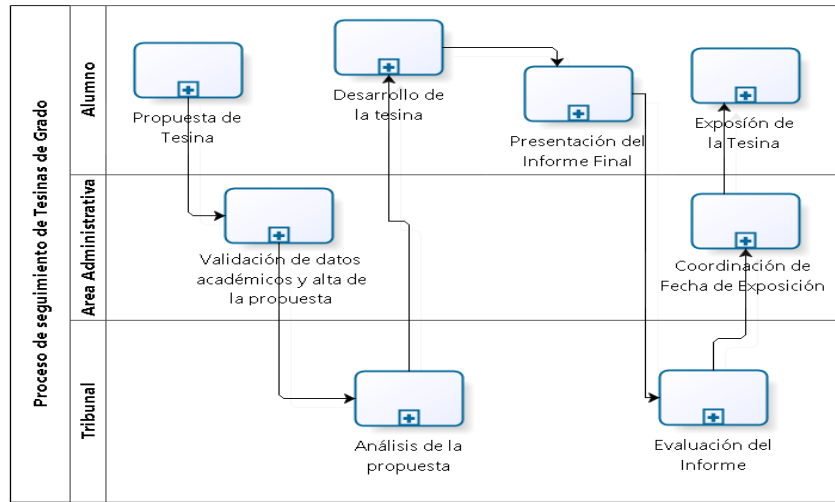 Proceso de seguimiento de Tesinas de Grado
Alumno
Propuesta de
Tesina
Desarrollo de
la tesina
Presentación del
Informe Final
Exposíón de
la Tesina
Area Administrativa
Validación de datos
académicos y alta de
la propuesta
Coordinación de
Fecha de Exposición
Tribunal
Análisis de la
propuesta
Evaluación del
Informe